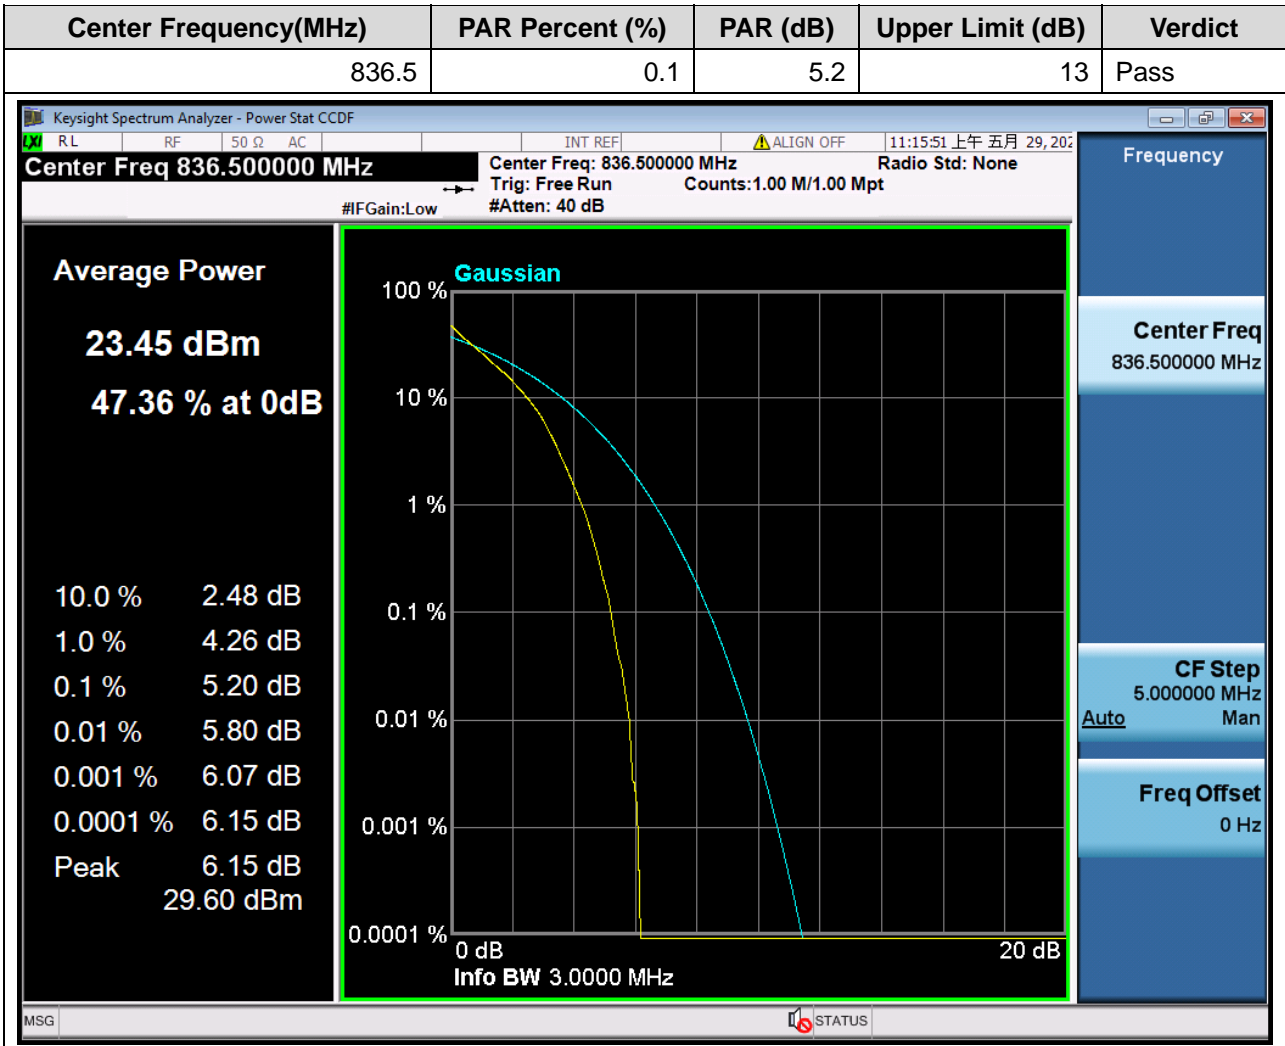 Center Frequency(MHz) PAR Percent (%) PAR (dB) Upper Limit (dB) Verdict
836.5 0.1 5.2 13 Pass
Keysight Spectrum Analyzer - Power Stat CCDF
LXI RL RF 50 Ω AC INT REF ALIGN OFF 11:15:51 上午 五月 29, 202
Center Freq 836.500000 MHz
Center Freq: 836.500000 MHz Radio Std: None
Trig: Free Run Counts:1.00 M/1.00 Mpt
#IFGain:Low #Atten: 40 dB
Frequency
Average Power
23.45 dBm
47.36 % at 0dB
10.0 % 2.48 dB
1.0 % 4.26 dB
0.1 % 5.20 dB
0.01 % 5.80 dB
0.001 % 6.07 dB
0.0001 % 6.15 dB
Peak 6.15 dB
29.60 dBm
Gaussian
100 %
10 %
1 %
0.1 %
0.01 %
0.001 %
0.0001 %
0 dB 20 dB
Info BW 3.0000 MHz
Center Freq
836.500000 MHz
CF Step
5.000000 MHz
Auto Man
Freq Offset
0 Hz
MSG STATUS